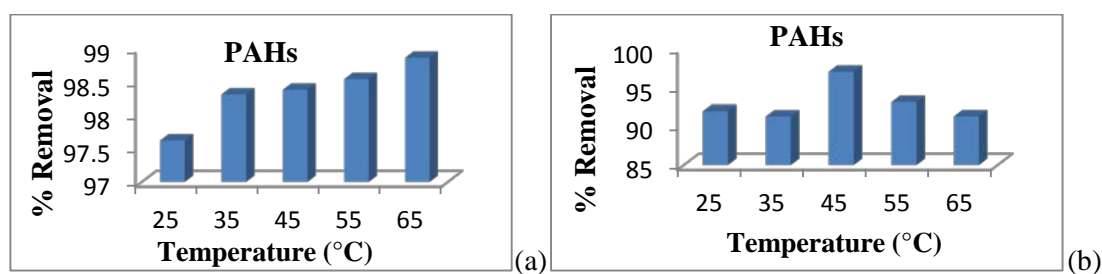 PAHs
% Removal
99
98.5
98
97.5
97
25 35 45 55 65
Temperature (°C)
(a)
PAHs
% Removal
100
95
90
85
25 35 45 55 65
Temperature (°C)
(b)